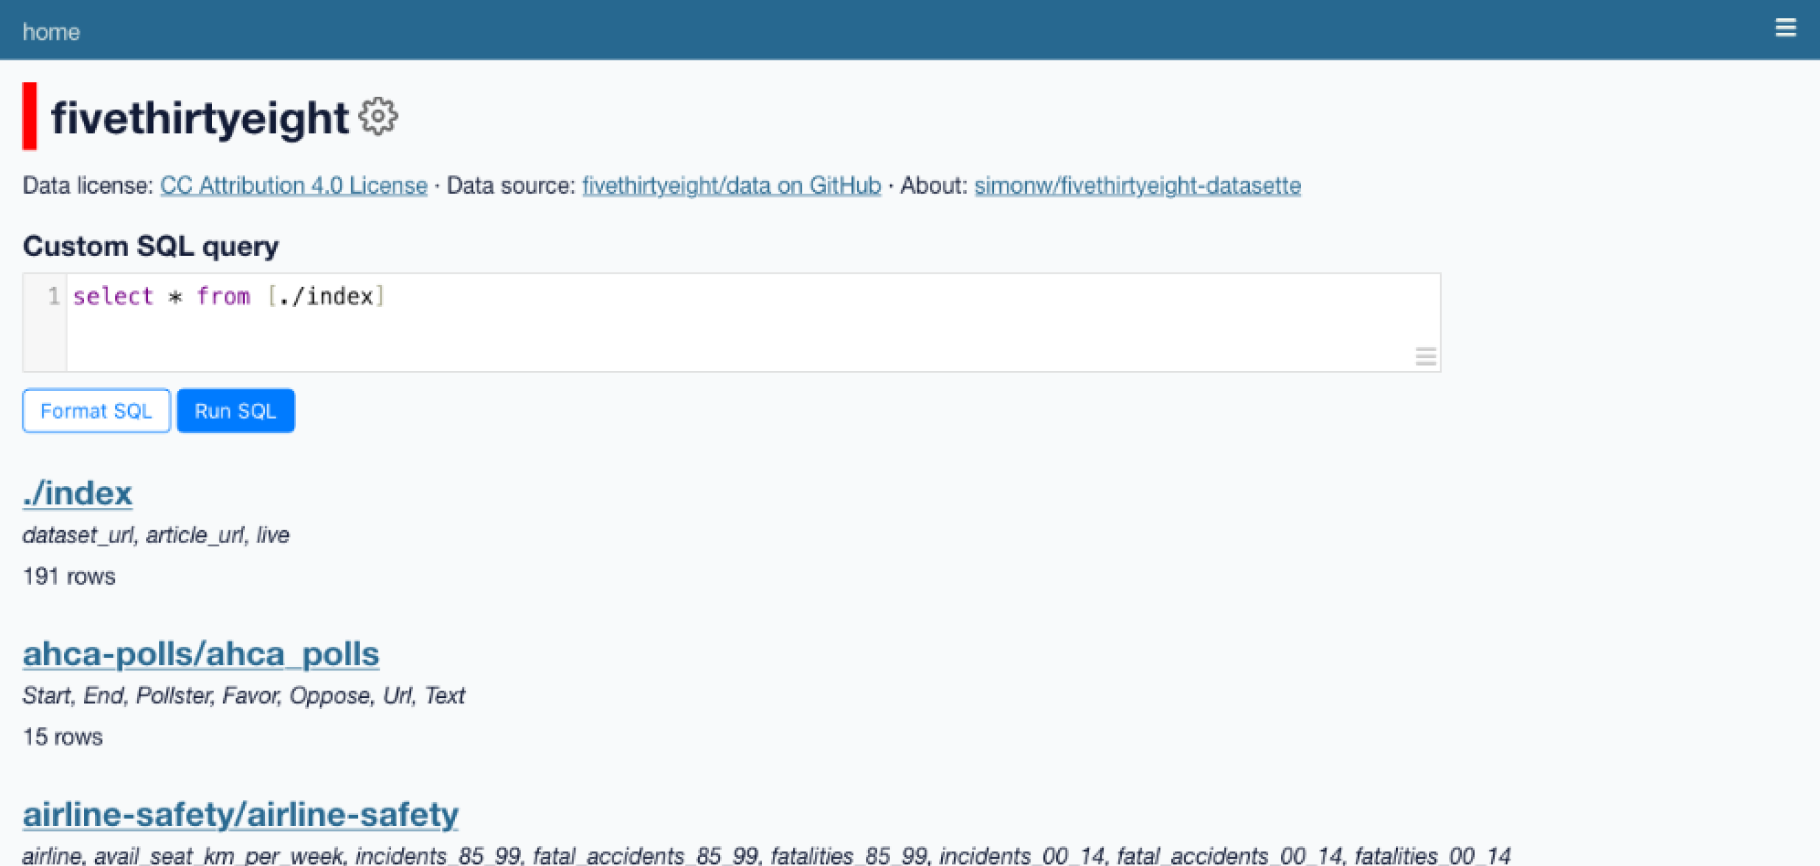 home
fivethirtyeight
Data license: CC Attribution 4.0 License · Data source: fivethirtyeight/data on GitHub · About: simonw/fivethirtyeight-datasette
Custom SQL query
1 select * from [./index]
Format SQL Run SQL
./index
dataset_url, article_url, live
191 rows
ahca-polls/ahca_polls
Start, End, Pollster, Favor, Oppose, Url, Text
15 rows
airline-safety/airline-safety
airline, avail_seat_km_per_week, incidents_85_99, fatal_accidents_85_99, fatalities_85_99, incidents_00_14, fatal_accidents_00_14, fatalities_00_14